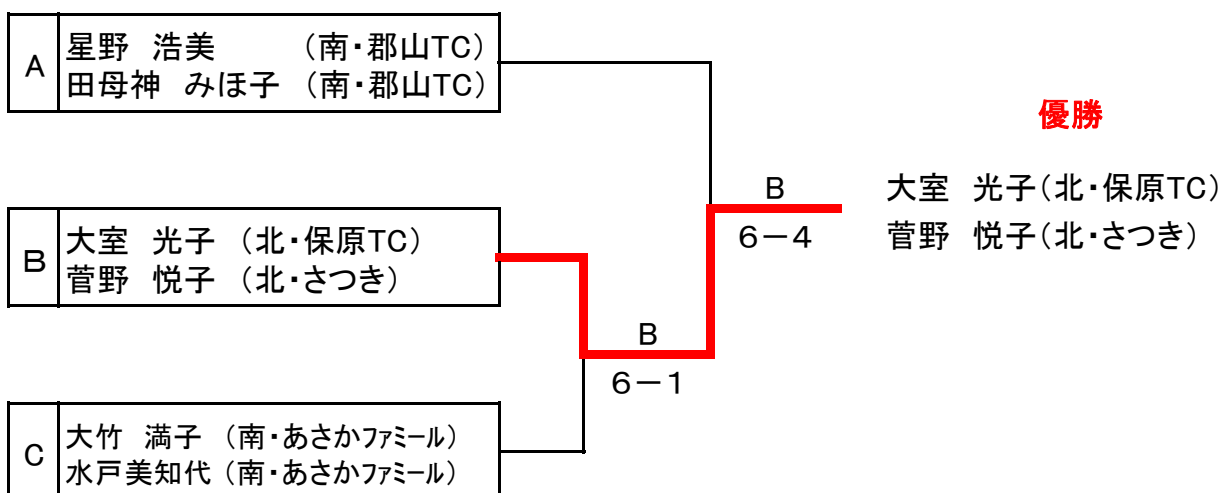 A
星野　浩美　　　（南・郡山TC）
田母神　みほ子　（南・郡山TC）
優勝
B
大室　光子（北・保原TC）
6－4
菅野　悦子（北・さつき）
B
大室　光子　（北・保原TC）
菅野　悦子　（北・さつき）
B
6－1
C
大竹　満子　（南・あさかファミール）
水戸美知代　（南・あさかファミール）